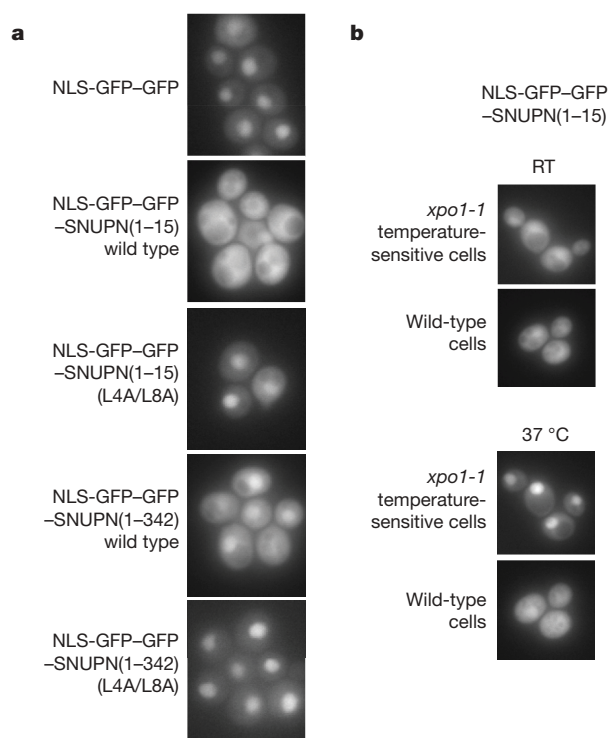 a
NLS-GFP–GFP
NLS-GFP–GFP
–SNUPN(1–15)
wild type
NLS-GFP–GFP
–SNUPN(1–15)
(L4A/L8A)
NLS-GFP–GFP
–SNUPN(1–342)
wild type
NLS-GFP–GFP
–SNUPN(1–342)
(L4A/L8A)
b
NLS-GFP–GFP
–SNUPN(1–15)
RT
xpo1-1
temperature-
sensitive cells
Wild-type
cells
37 °C
xpo1-1
temperature-
sensitive cells
Wild-type
cells